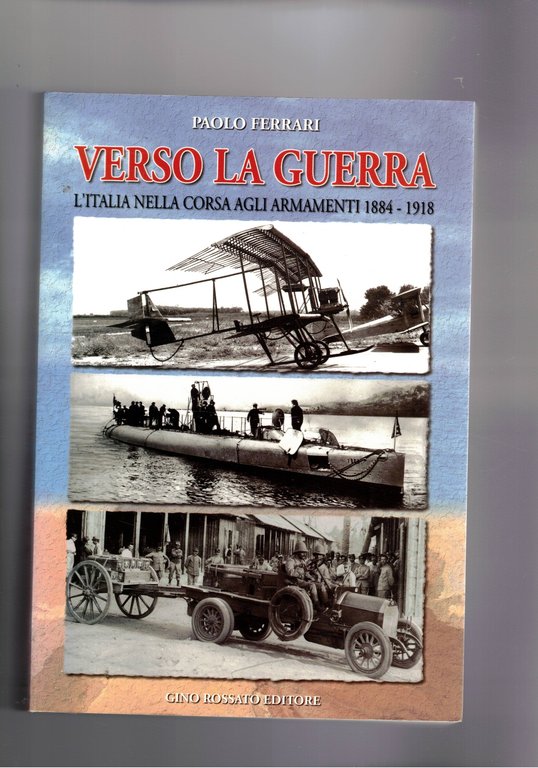 PAOLO FERRARI
VERSO LA GUERRA
L'ITALIA NELLA CORSA AGLI ARMAMENTI 1884 - 1918
GINO ROSSATO EDITORE